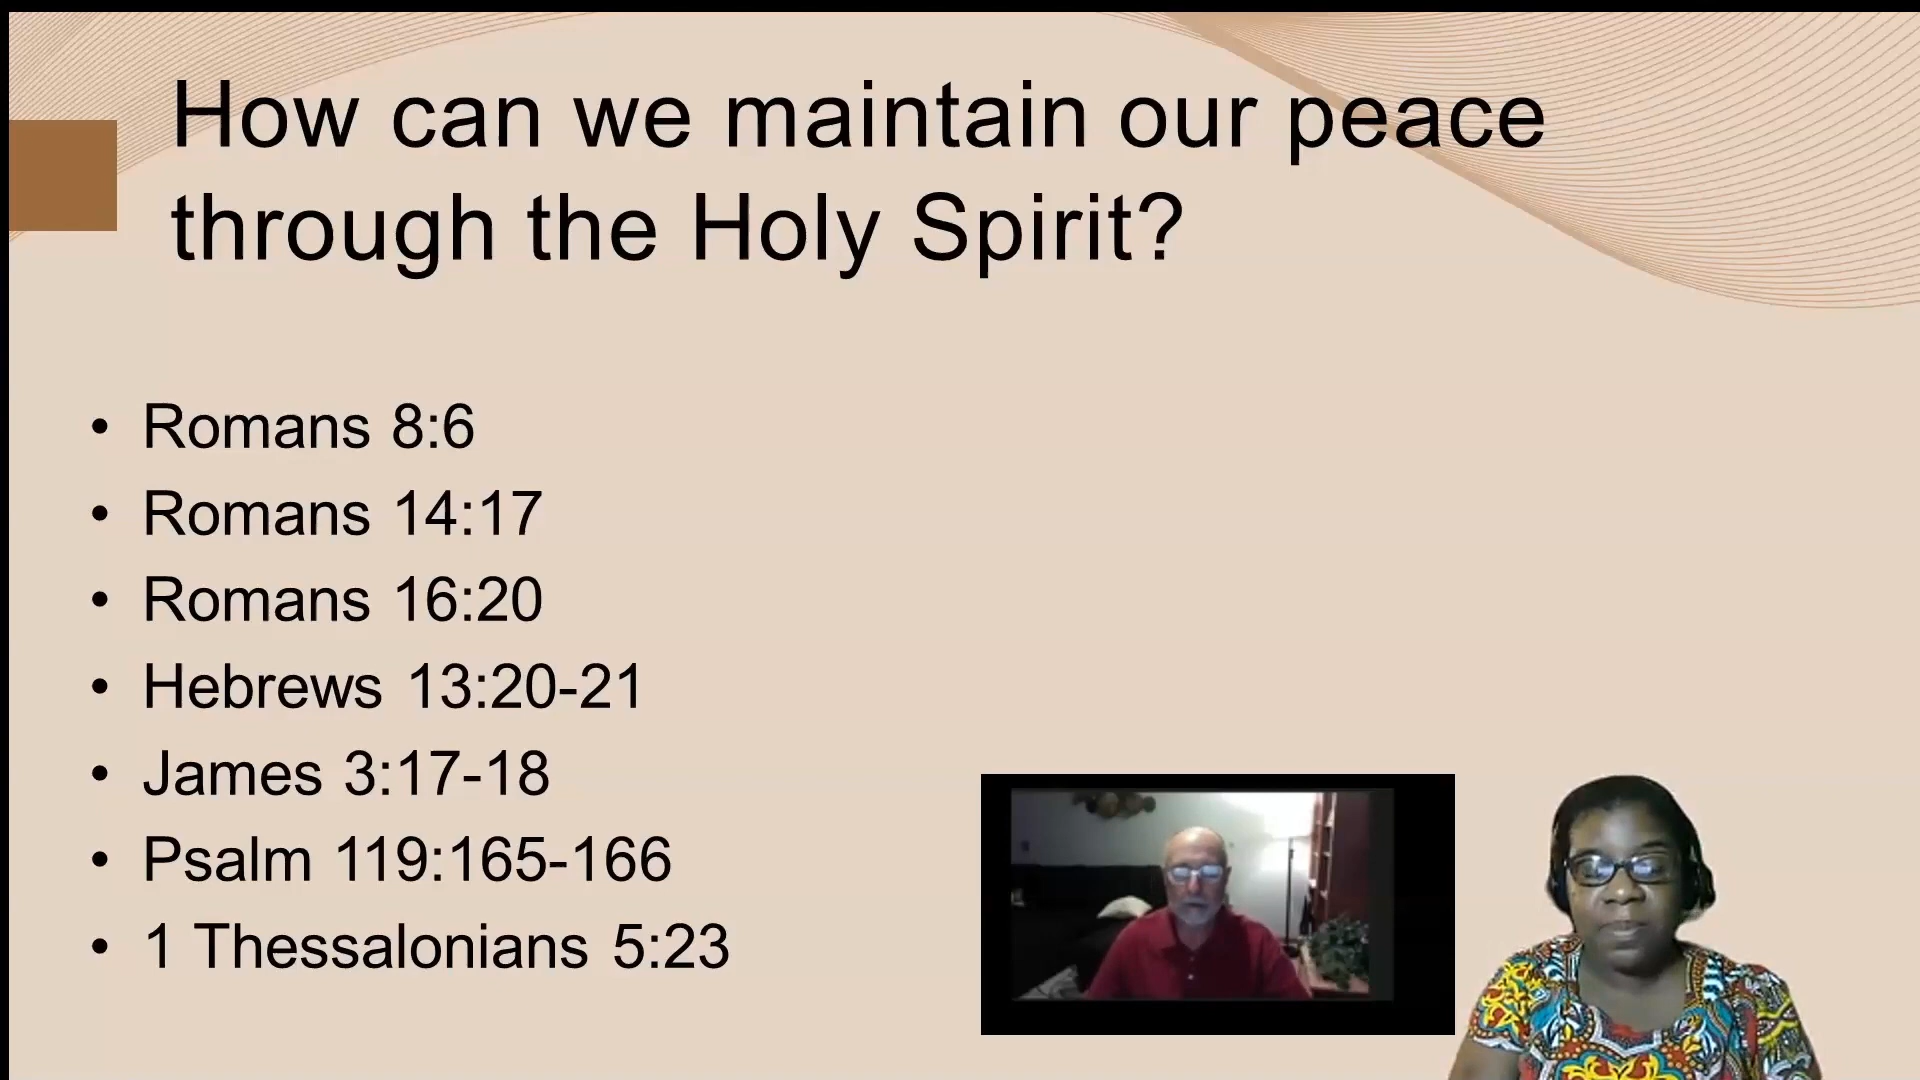 How can we maintain our peace
through the Holy Spirit?
• Romans 8:6
• Romans 14:17
• Romans 16:20
• Hebrews 13:20-21
• James 3:17-18
• Psalm 119:165-166
• 1 Thessalonians 5:23